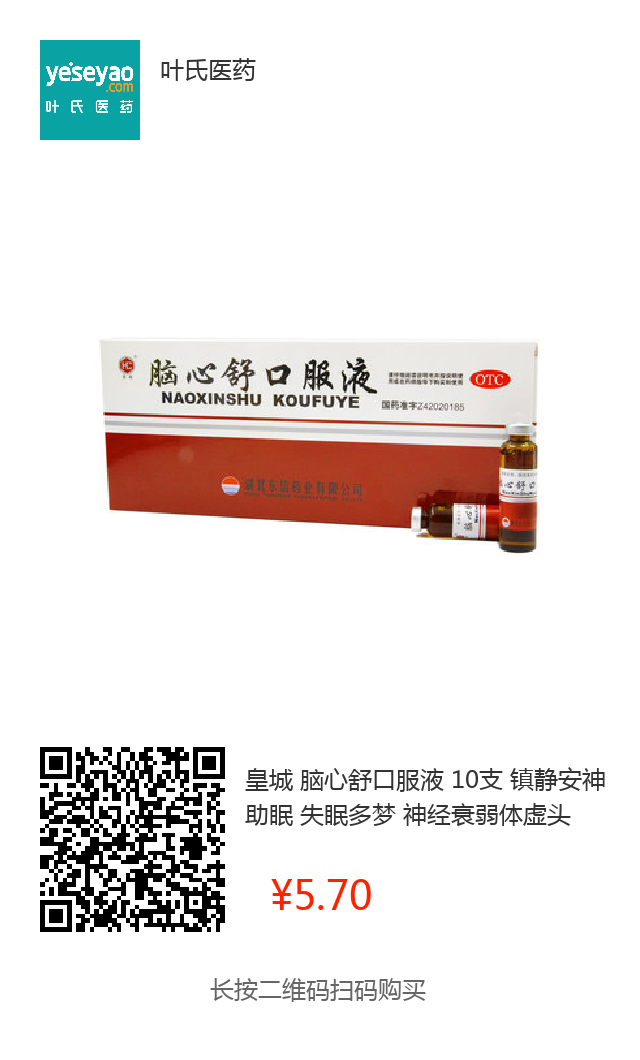 yeseyao
.com
叶氏医药
叶氏医药
脑心舒口服液
NAOXINSHU KOUFUYE
OTC
国药准字Z42020185
皇城 脑心舒口服液 10支 镇静安神
助眠 失眠多梦 神经衰弱体虚头
¥5.70
长按二维码扫码购买